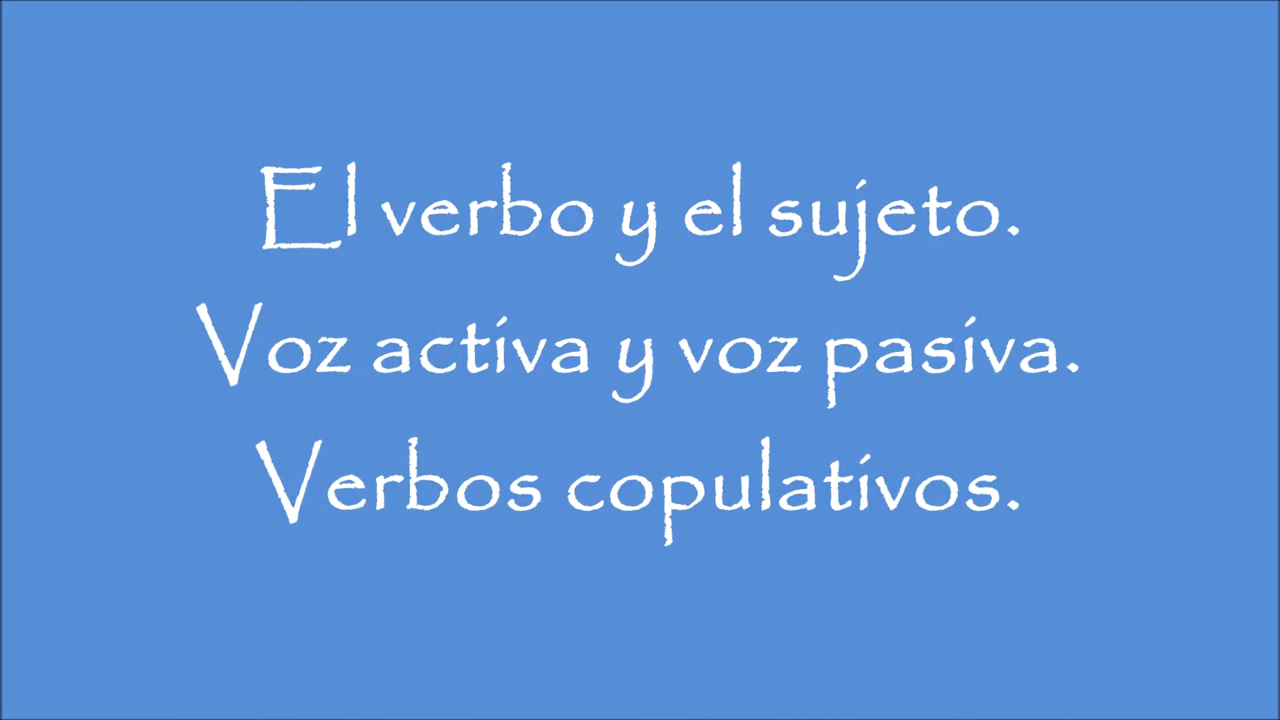 El verbo y el sujeto.
Voz activa y voz pasiva.
Verbos copulativos.